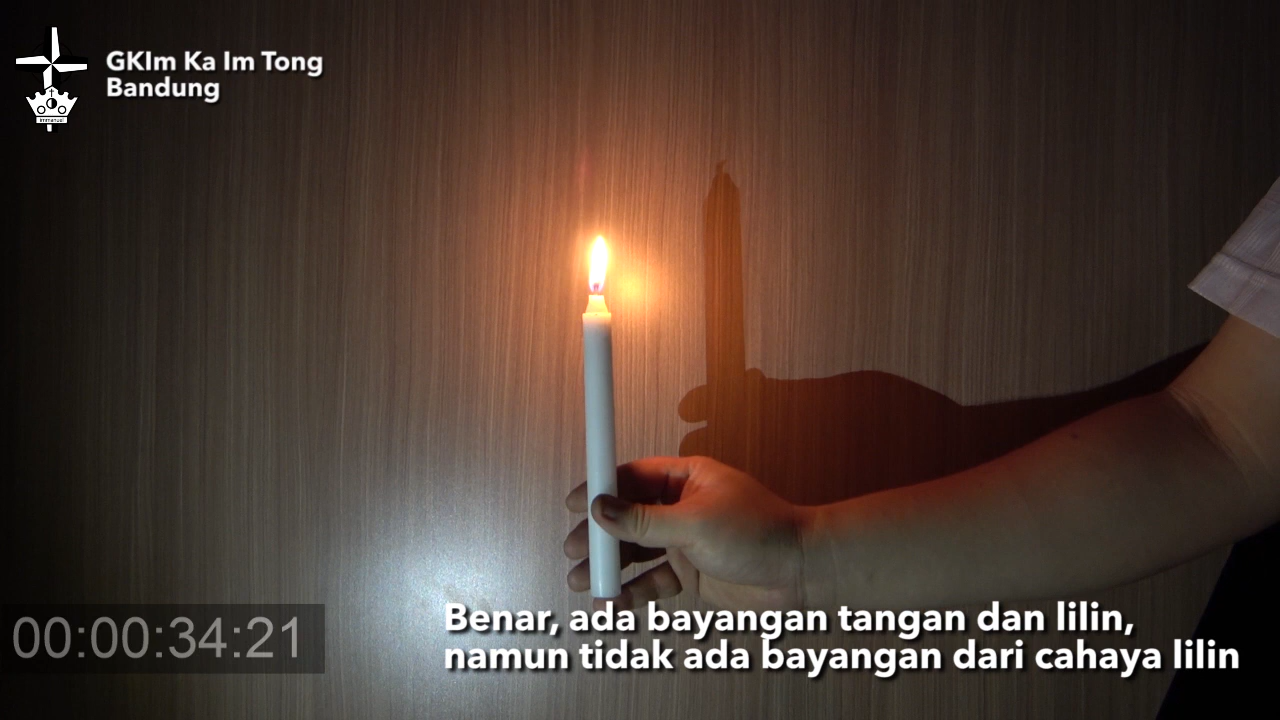 GKIm Ka Im Tong
Bandung
Immanuel
00:00:34:21
Benar, ada bayangan tangan dan lilin,
namun tidak ada bayangan dari cahaya lilin